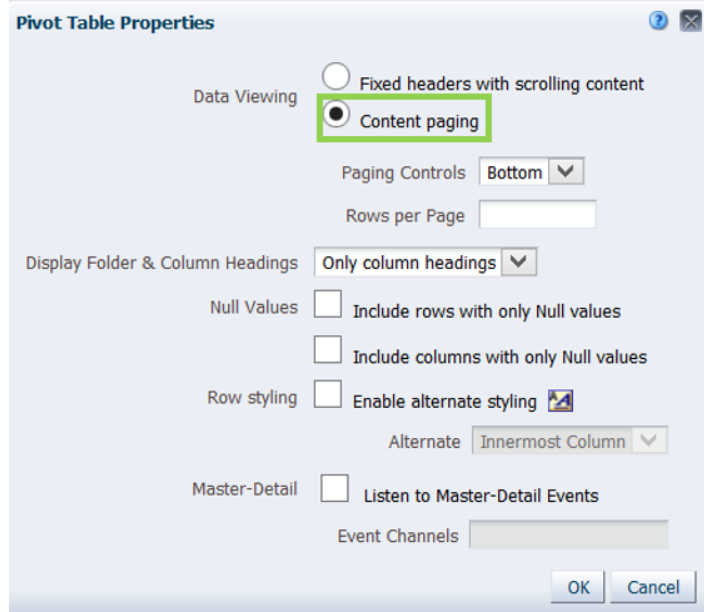 Pivot Table Properties
Data Viewing
Fixed headers with scrolling content
Content paging
Paging Controls Bottom
Rows per Page
Display Folder & Column Headings Only column headings
Null Values Include rows with only Null values
Include columns with only Null values
Row styling Enable alternate styling
Alternate Innermost Column
Master-Detail Listen to Master-Detail Events
Event Channels
OK Cancel